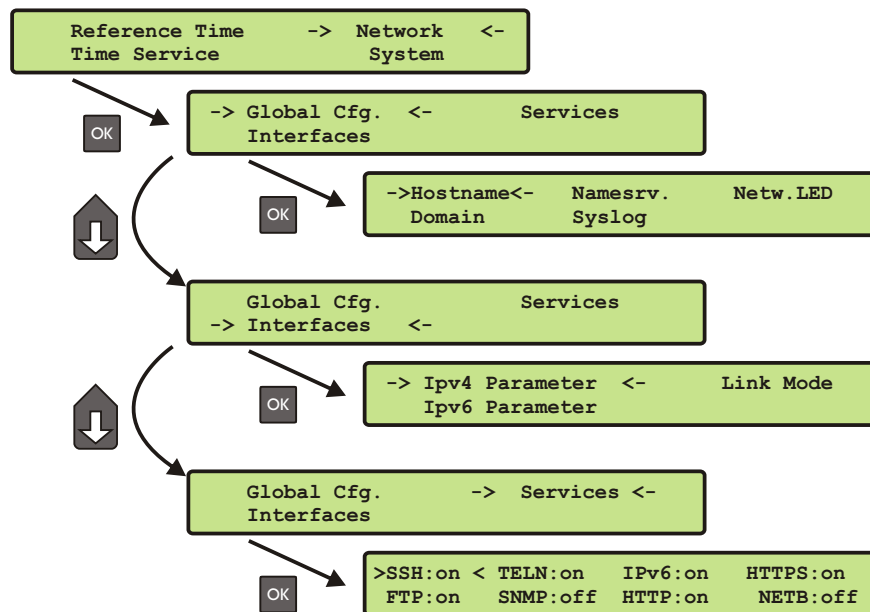 Reference Time -> Network <-
Time Service System
OK
-> Global Cfg. <- Services
Interfaces
OK
->Hostname<- Namesrv. Netw.LED
Domain Syslog
Global Cfg. Services
-> Interfaces <-
OK
-> Ipv4 Parameter <- Link Mode
Ipv6 Parameter
Global Cfg. -> Services <-
Interfaces
OK
>SSH:on < TELN:on IPv6:on HTTPS:on
FTP:on SNMP:off HTTP:on NETB:off